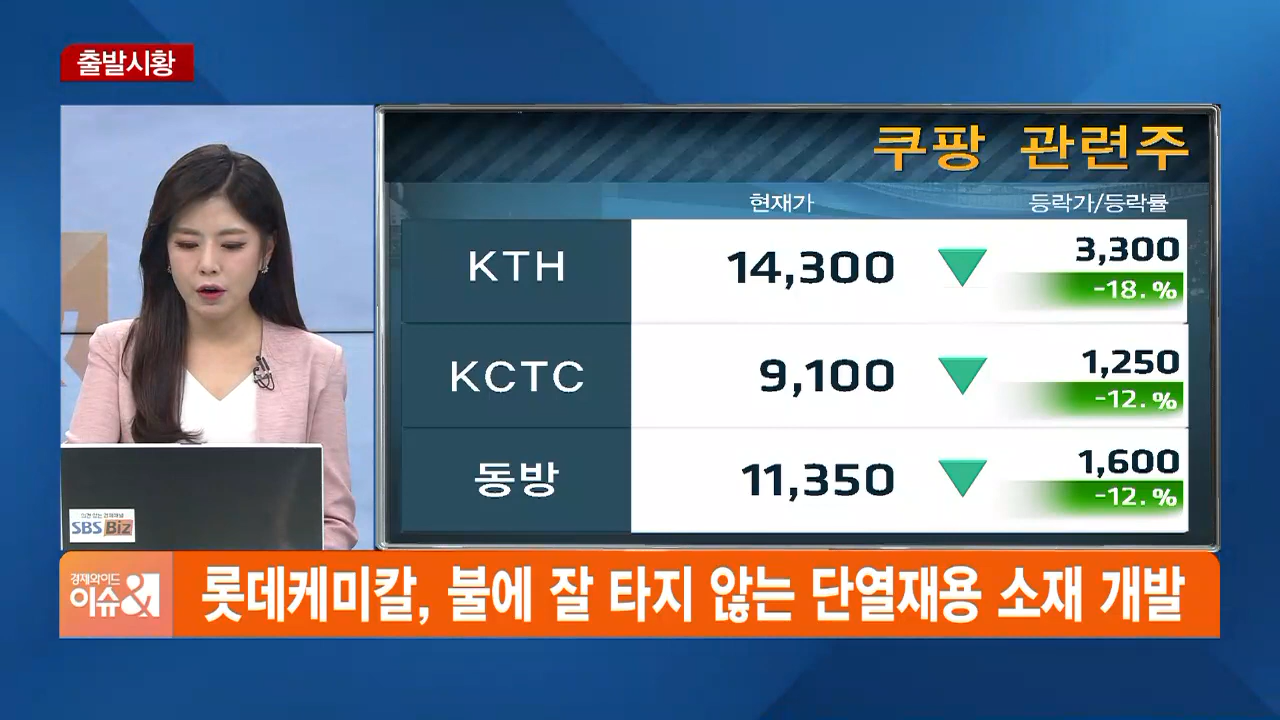 출발시황
쿠팡 관련주
현재가 등락가/등락률
KTH 14,300 ▼ 3,300
-18.%
KCTC 9,100 ▼ 1,250
-12.%
동방 11,350 ▼ 1,600
-12.%
SBS Biz
경제와이드
이슈&
롯데케미칼, 불에 잘 타지 않는 단열재용 소재 개발